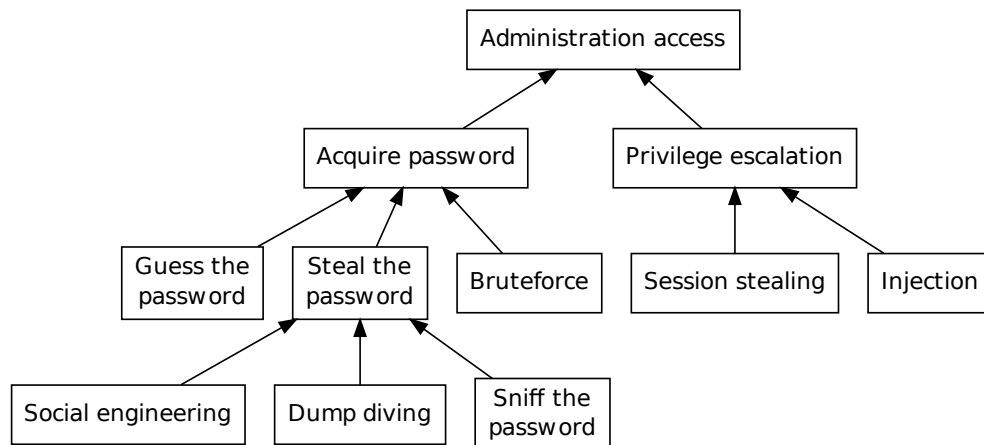 Administration access
Acquire password
Privilege escalation
Guess the
password
Steal the
password
Bruteforce
Session stealing
Injection
Social engineering
Dump diving
Sniff the
password